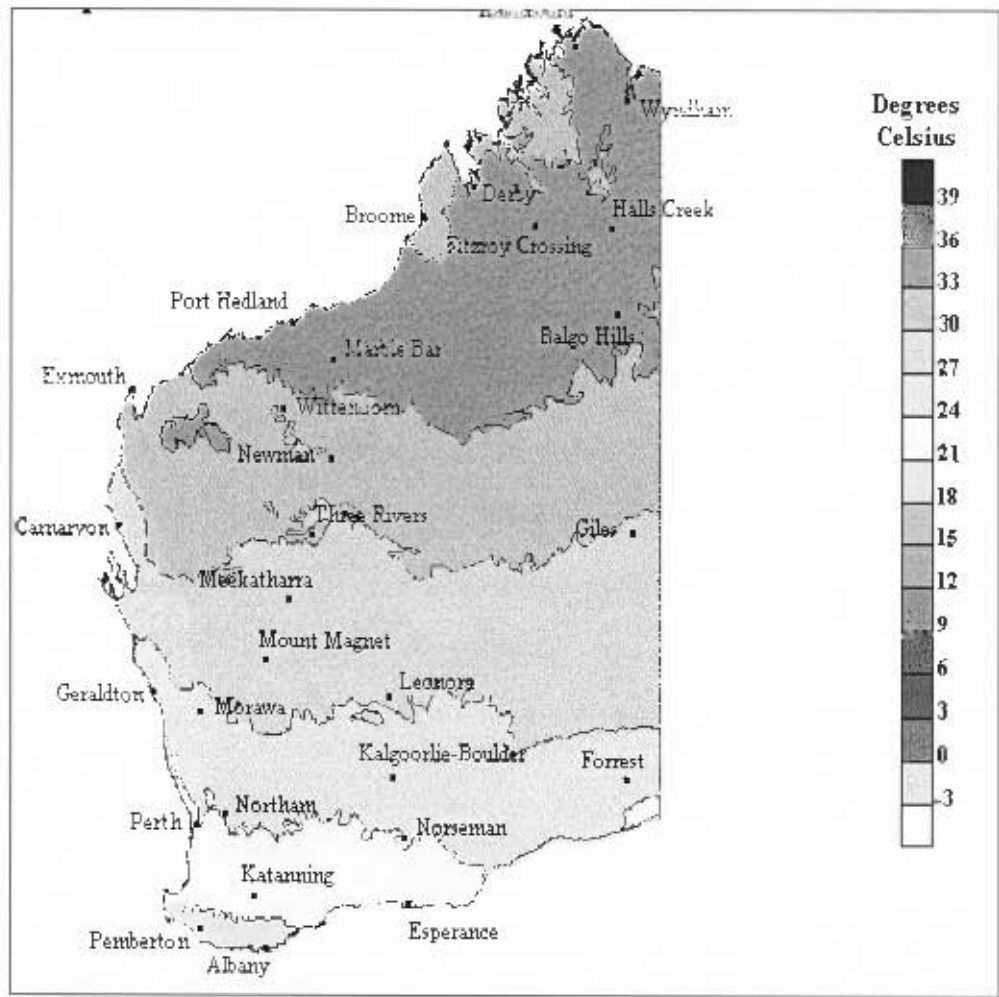 Wyndham
Degrees
Celsius
Derby
Halls Creek
Broome
Fitzroy Crossing
Port Hedland
Balgo Hills
Marble Bar
Exmouth
Wittenoom
Newman
Three Rivers
Carnarvon
Giles
Meekatharra
Mount Magnet
Geraldton
Leonora
Morawa
Kalgoorlie-Boulder
Forrest
Northam
Perth
Norseman
Katanning
Esperance
Pemberton
Albany
39
36
33
30
27
24
21
18
15
12
9
6
3
0
-3